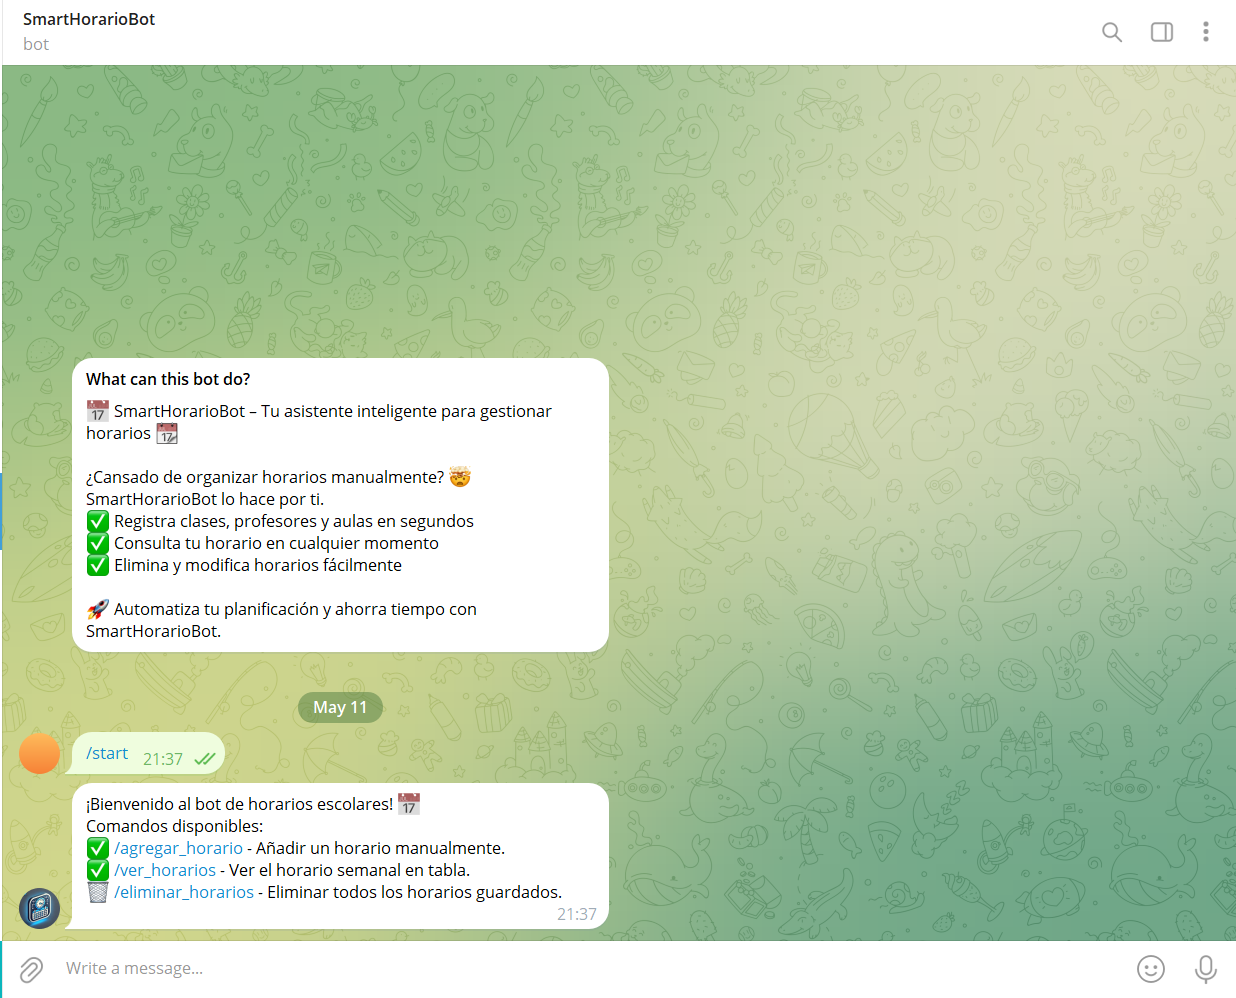 SmartHorarioBot
bot
What can this bot do?
📅 SmartHorarioBot – Tu asistente inteligente para gestionar
horarios 📆
¿Cansado de organizar horarios manualmente? 🤯
SmartHorarioBot lo hace por ti.
✅ Registra clases, profesores y aulas en segundos
✅ Consulta tu horario en cualquier momento
✅ Elimina y modifica horarios fácilmente
🚀 Automatiza tu planificación y ahorra tiempo con
SmartHorarioBot.
May 11
/start 21:37
¡Bienvenido al bot de horarios escolares! 📅
Comandos disponibles:
✅ /agregar_horario - Añadir un horario manualmente.
✅ /ver_horarios - Ver el horario semanal en tabla.
🗑 /eliminar_horarios - Eliminar todos los horarios guardados.
21:37
Write a message...